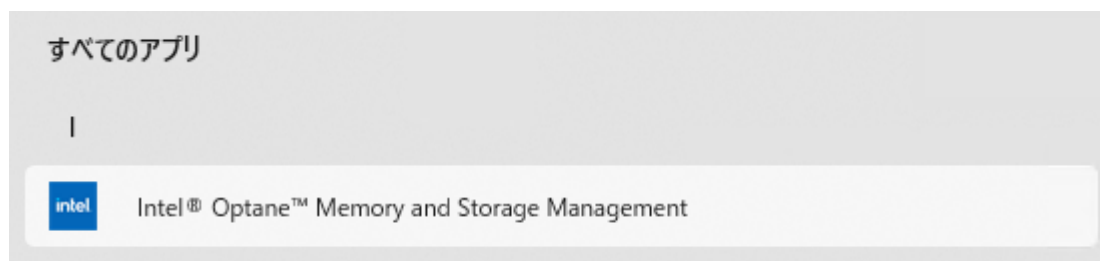 すべてのアプリ
I
intel
Intel® Optane™ Memory and Storage Management